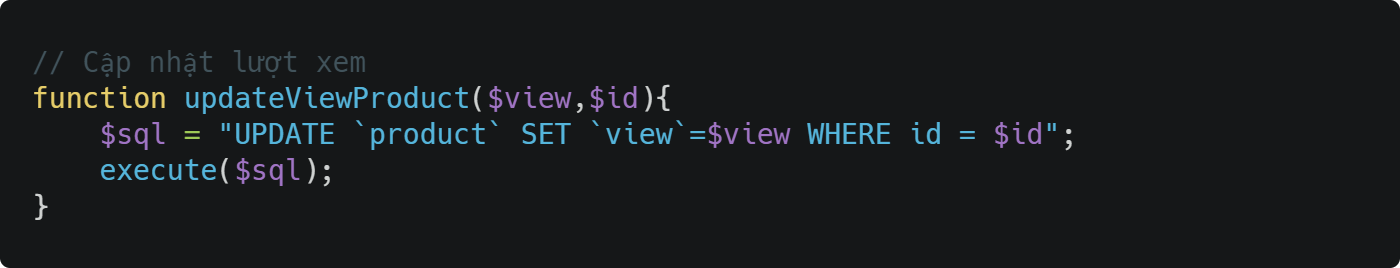 // Cập nhật lượt xem
function updateViewProduct($view,$id){
    $sql = "UPDATE `product` SET `view`=$view WHERE id = $id";
    execute($sql);
}